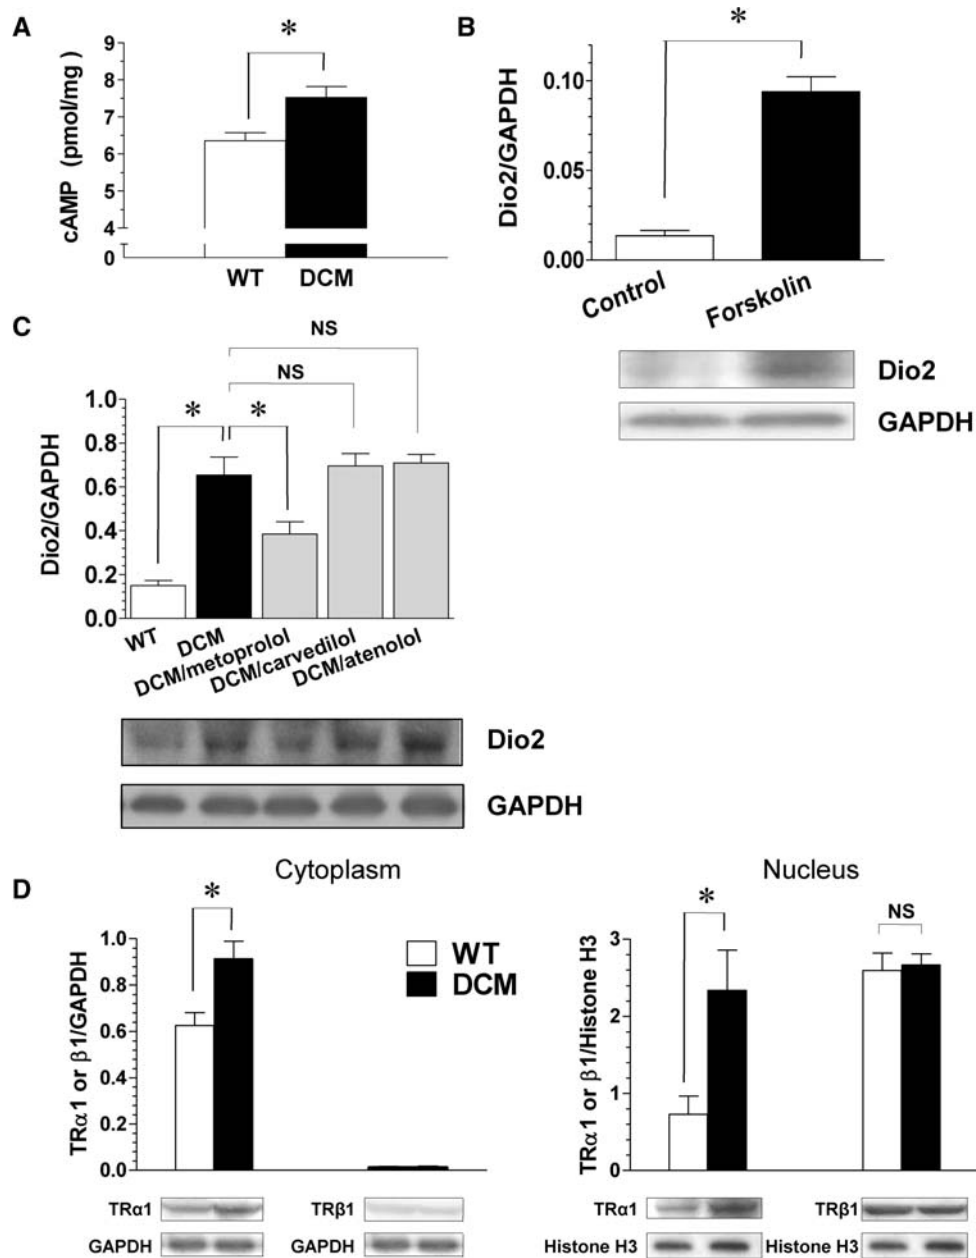 A
*
9
8
7
6
5
4
0
cAMP (pmol/mg )
WT DCM
B
*
0.10
0.05
0.00
Dio2/GAPDH
Control
Forskolin
Dio2
GAPDH
C
NS
NS
* *
1.0
0.8
0.6
0.4
0.2
0.0
Dio2/GAPDH
WT
DCM
DCM/metoprolol
DCM/carvedilol
DCM/atenolol
Dio2
GAPDH
D
Cytoplasm
*
1.0
0.8
0.6
0.4
0.2
0.0
TRα1 or β1/GAPDH
WT
DCM
TRα1
GAPDH
TRβ1
GAPDH
Nucleus
*
NS
3
2
1
0
TRα1 or β1/Histone H3
TRα1
Histone H3
TRβ1
Histone H3